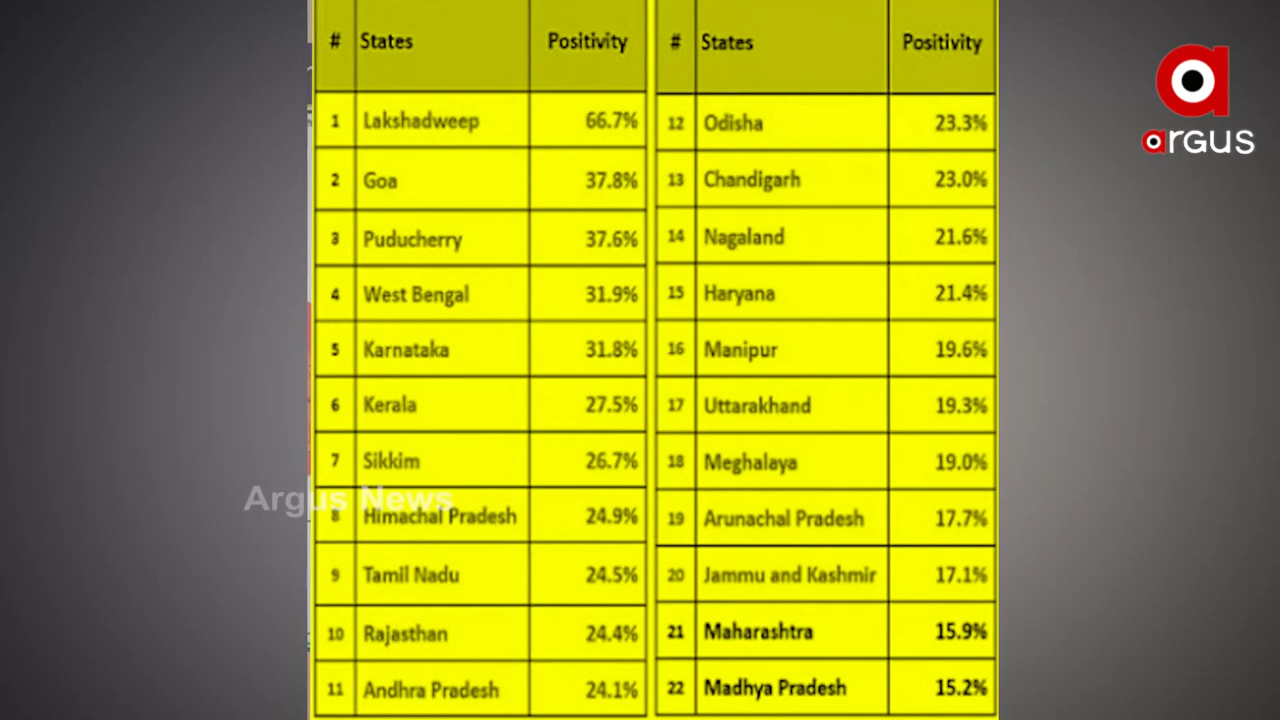 # States Positivity
1 Lakshadweep 66.7%
2 Goa 37.8%
3 Puducherry 37.6%
4 West Bengal 31.9%
5 Karnataka 31.8%
6 Kerala 27.5%
7 Sikkim 26.7%
8 Himachal Pradesh 24.9%
9 Tamil Nadu 24.5%
10 Rajasthan 24.4%
11 Andhra Pradesh 24.1%
# States Positivity
12 Odisha 23.3%
13 Chandigarh 23.0%
14 Nagaland 21.6%
15 Haryana 21.4%
16 Manipur 19.6%
17 Uttarakhand 19.3%
18 Meghalaya 19.0%
19 Arunachal Pradesh 17.7%
20 Jammu and Kashmir 17.1%
21 Maharashtra 15.9%
22 Madhya Pradesh 15.2%
argus
Argus News